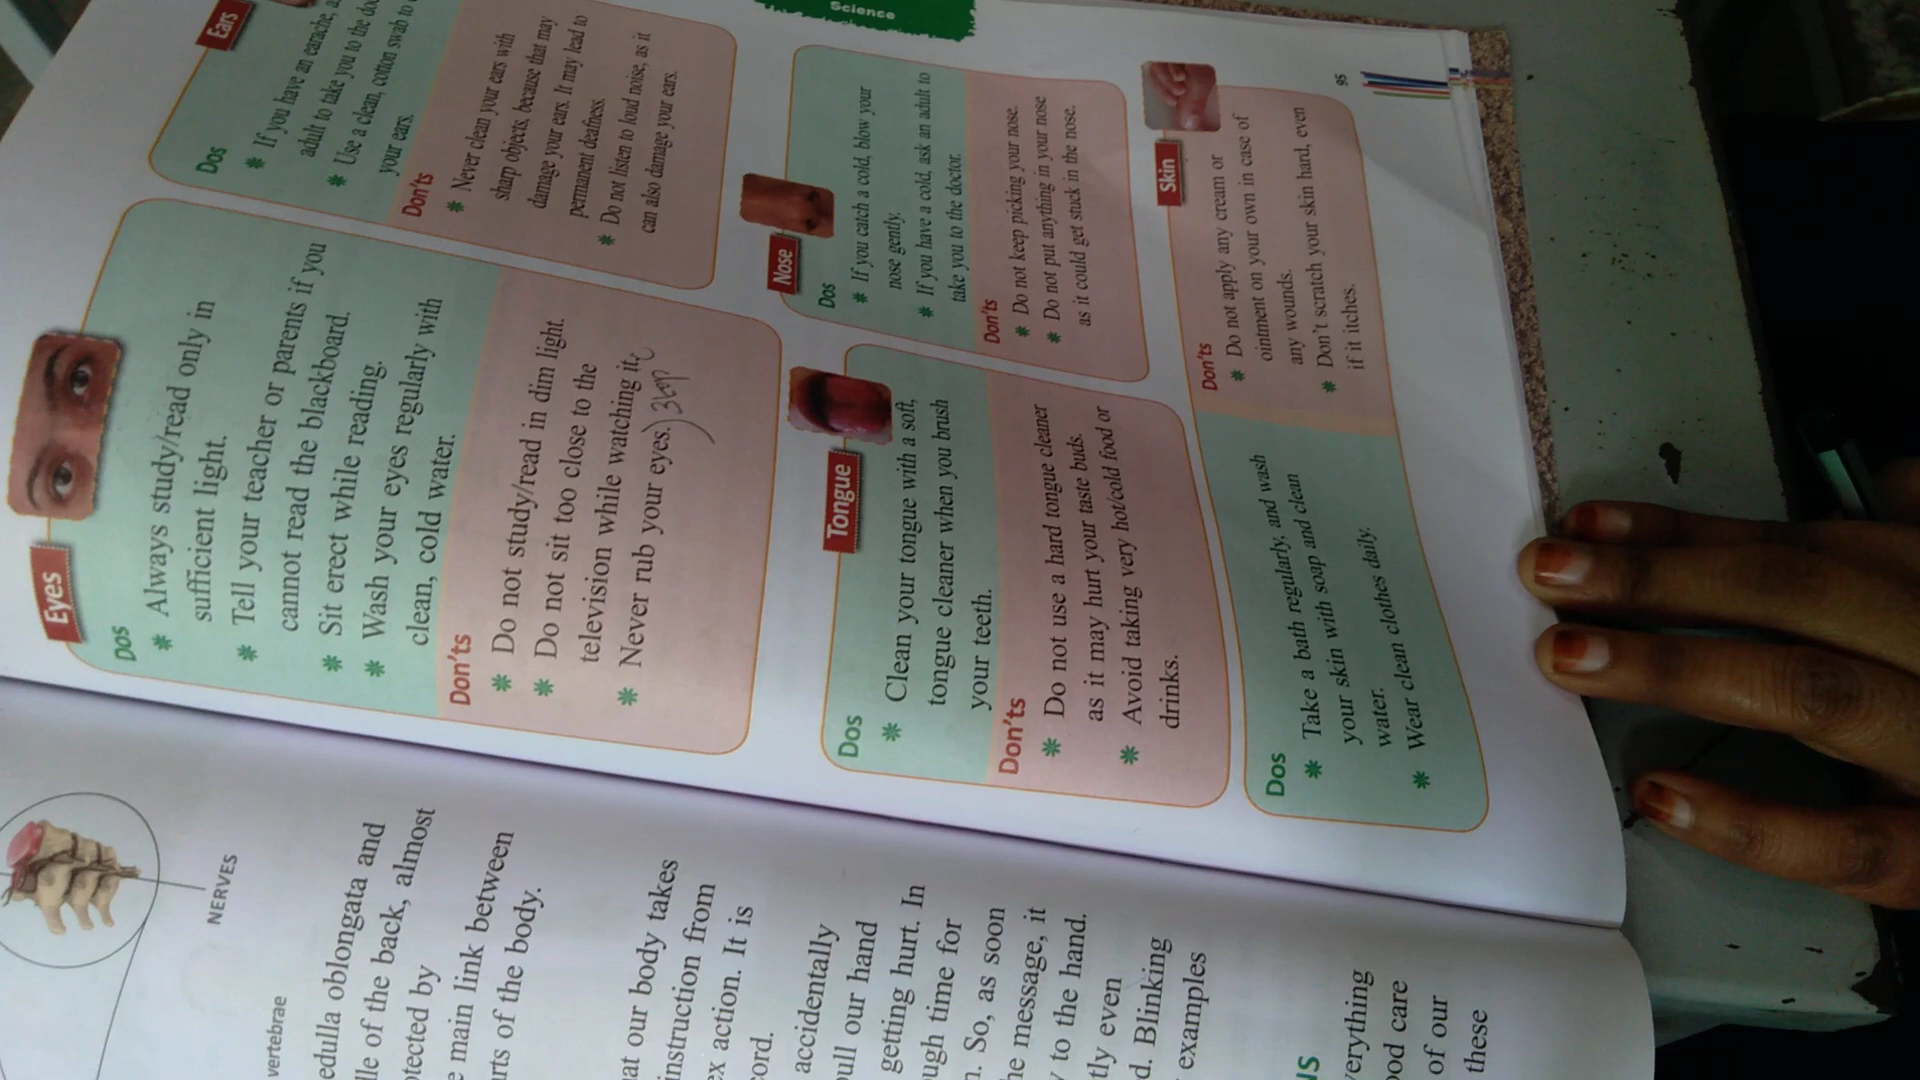 NERVES
vertebrae
edulla oblongata and
lle of the back, almost
otected by
e main link between
rts of the body.
at our body takes
instruction from
ex action. It is
cord.
accidentally
pull our hand
getting hurt. In
ugh time for
n. So, as soon
he message, it
y to the hand.
tly even
d. Blinking
examples
NS
verything
ood care
of our
these
Eyes
Dos
* Always study/read only in
sufficient light.
* Tell your teacher or parents if you
cannot read the blackboard.
* Sit erect while reading.
* Wash your eyes regularly with
clean, cold water.
Don'ts
* Do not study/read in dim light.
* Do not sit too close to the
television while watching it.
* Never rub your eyes.
Ears
Dos
* If you have an earache,
adult to take you to the
* Use a clean, cotton swab to
your ears.
Don'ts
* Never clean your ears with
sharp objects, because that may
damage your ears. It may lead to
permanent deafness.
* Do not listen to loud noise, as it
can also damage your ears.
Tongue
Dos
* Clean your tongue with a soft,
tongue cleaner when you brush
your teeth.
Don'ts
* Do not use a hard tongue cleaner
as it may hurt your taste buds.
* Avoid taking very hot/cold food or
drinks.
Nose
Dos
* If you catch a cold, blow your
nose gently.
* If you have a cold, ask an adult to
take you to the doctor.
Don'ts
* Do not keep picking your nose.
* Do not put anything in your nose
as it could get stuck in the nose.
Skin
Dos
* Take a bath regularly, and wash
your skin with soap and clean
water.
* Wear clean clothes daily.
Don'ts
* Do not apply any cream or
ointment on your own in case of
any wounds.
* Don't scratch your skin hard, even
if it itches.
Science
95